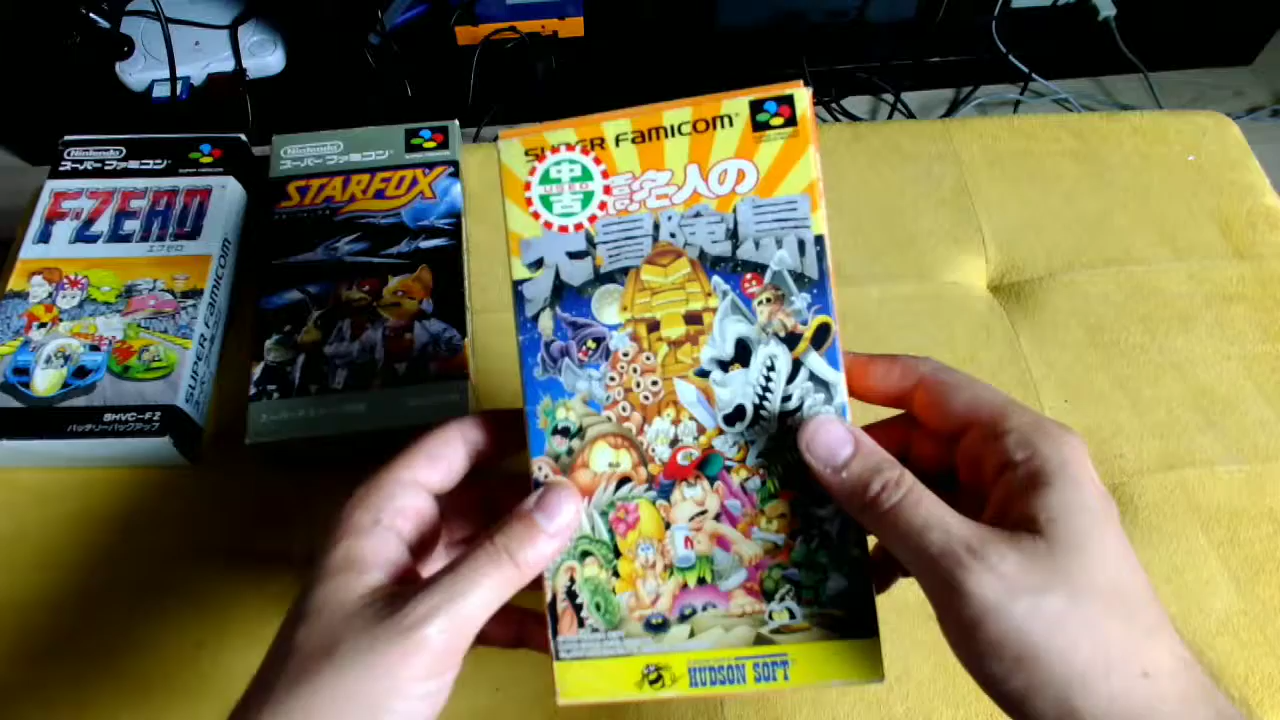 Nintendo
スーパーファミコン
SUPER FAMICOM
F-ZERO
エフゼロ
SUPER FAMICOM
SHVC-FZ
バッテリーバックアップ
Nintendo
スーパーファミコン
STARFOX
SUPER FAMICOM
中古
USED
名人の
大冒険島
HUDSON SOFT